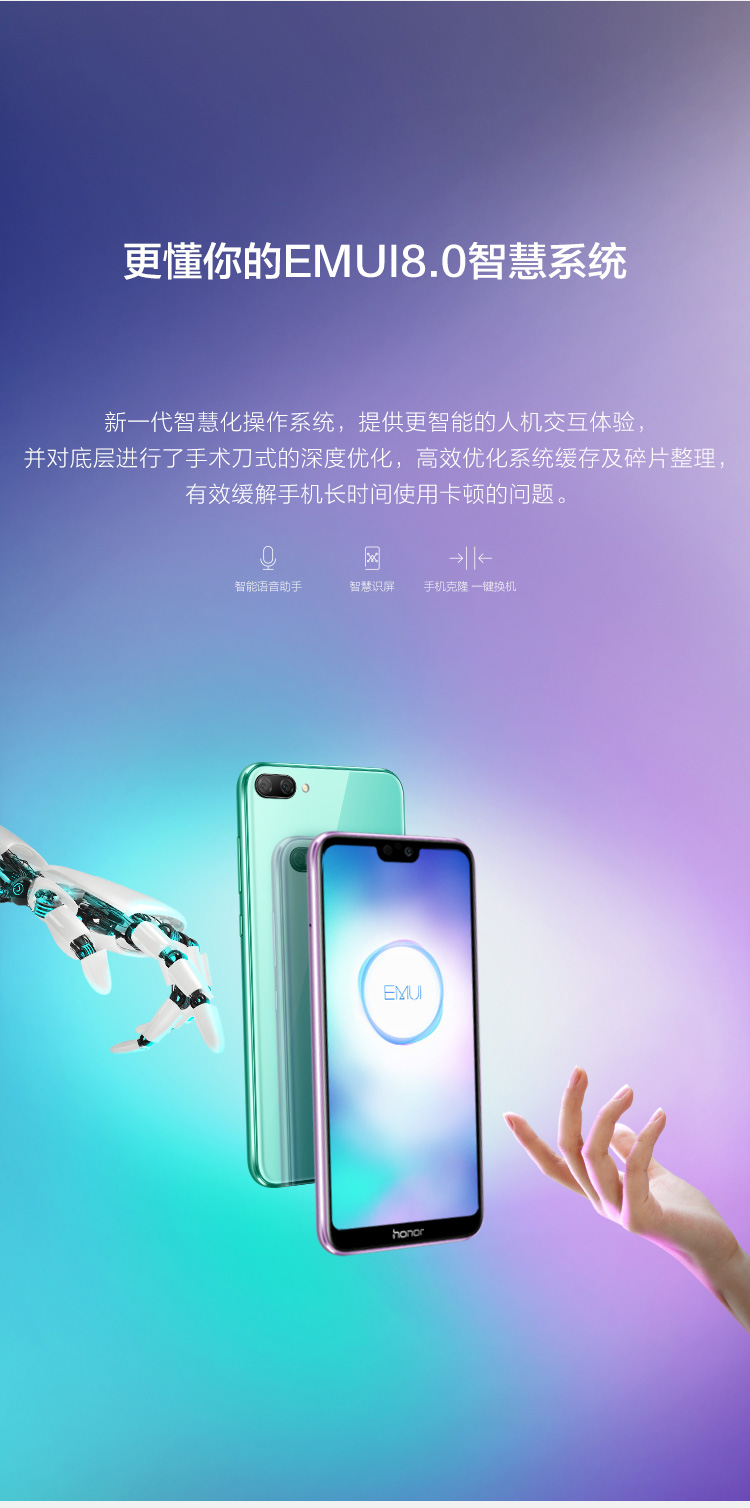 更懂你的EMUI8.0智慧系统
新一代智慧化操作系统，提供更智能的人机交互体验，
并对底层进行了手术刀式的深度优化，高效优化系统缓存及碎片整理，
有效缓解手机长时间使用卡顿的问题。
智能语音助手
智慧识屏
手机克隆 一键换机
EMUI
honor